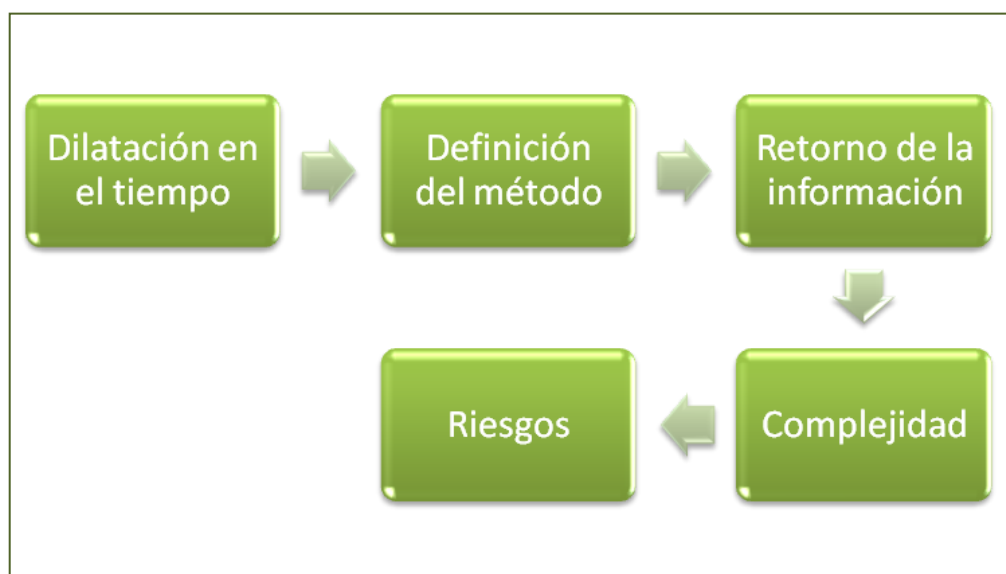 Dilatación en
el tiempo
Definición
del método
Retorno de la
información
Complejidad
Riesgos